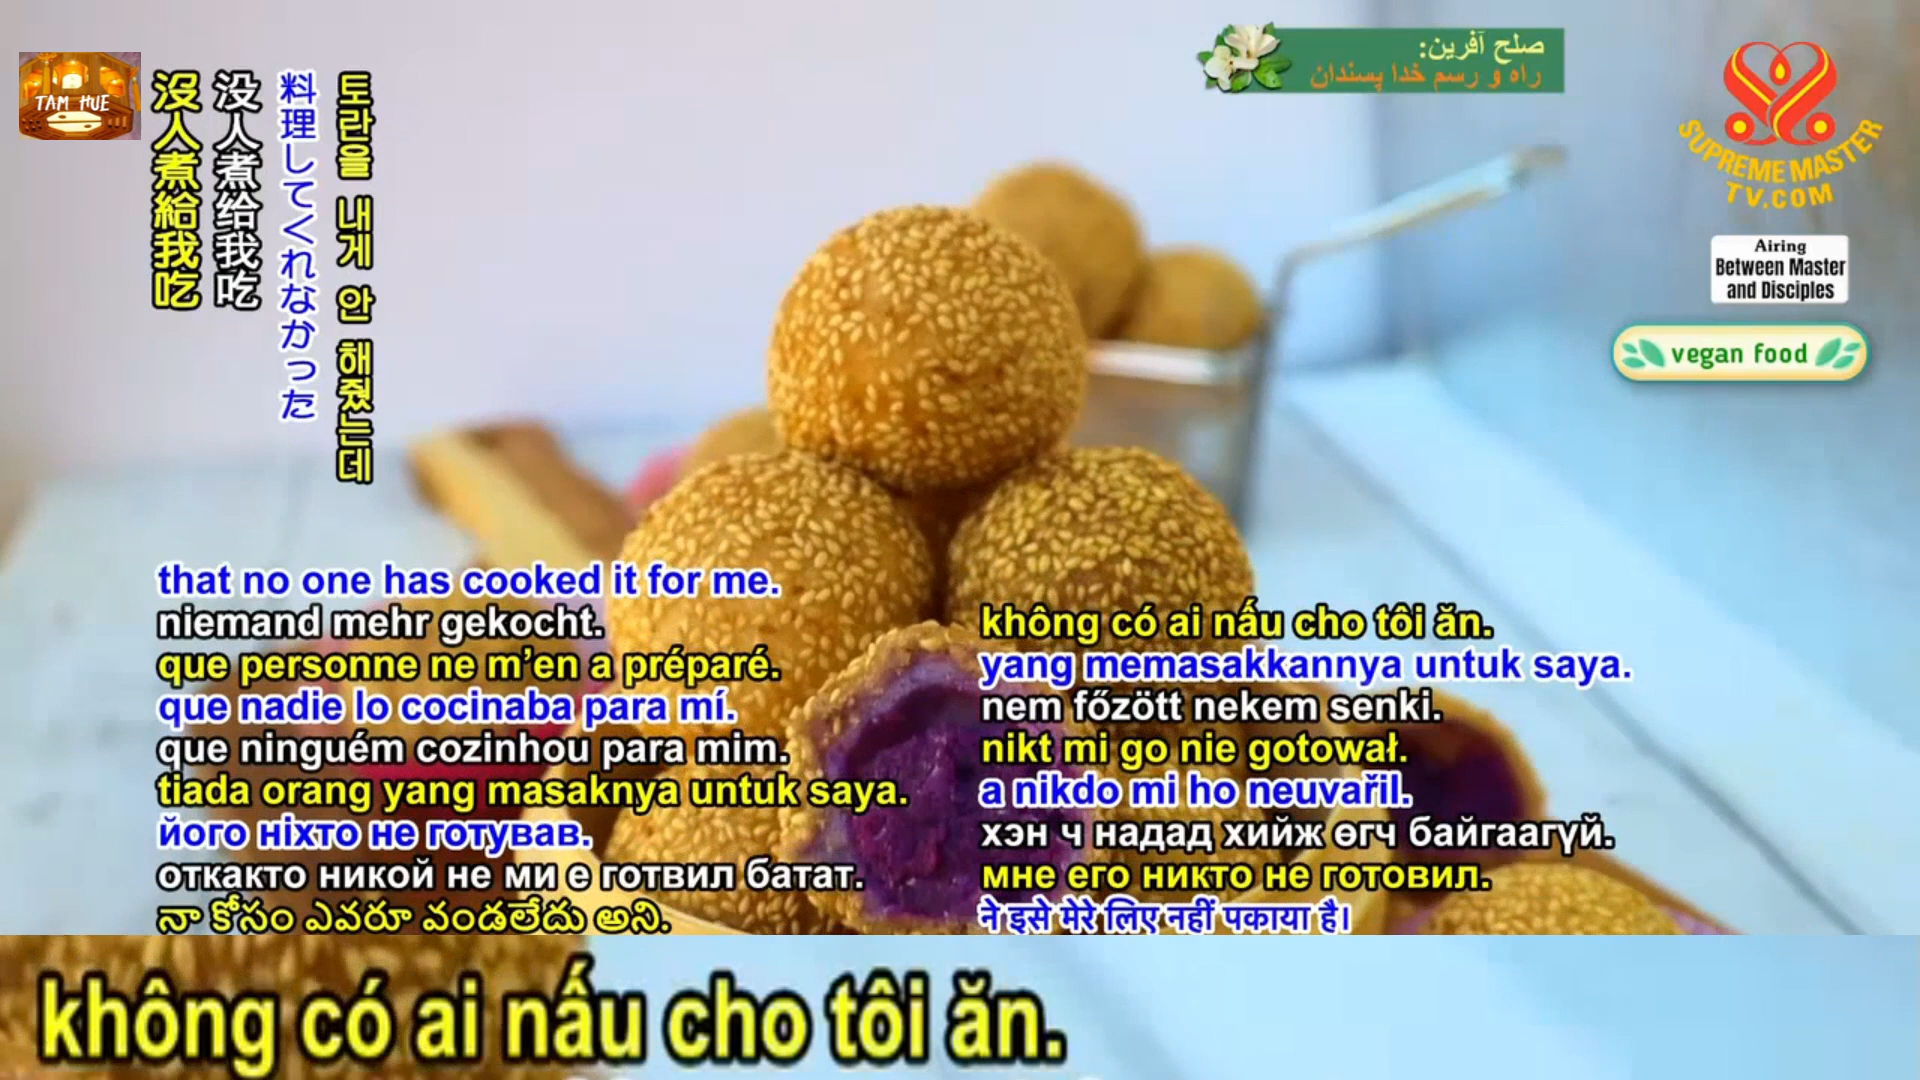 TAM HUE
沒人煮給我吃
没人煮给我吃
料理してくれなかった
토란을 내게 안 해줬는데
صلح آفرین:
راه و رسم خدا پسندان
SUPREME MASTER
TV.COM
Airing
Between Master
and Disciples
vegan food
that no one has cooked it for me.
niemand mehr gekocht.
que personne ne m’en a préparé.
que nadie lo cocinaba para mí.
que ninguém cozinhou para mim.
tiada orang yang masaknya untuk saya.
його ніхто не готував.
откакто никой не ми е готвил батат.
నా కోసం ఎవరూ వండలేదు అని.
không có ai nấu cho tôi ăn.
yang memasakkannya untuk saya.
nem főzött nekem senki.
nikt mi go nie gotował.
a nikdo mi ho neuvařil.
хэн ч надад хийж өгч байгаагүй.
мне его никто не готовил.
ने इसे मेरे लिए नहीं पकाया है।
không có ai nấu cho tôi ăn.